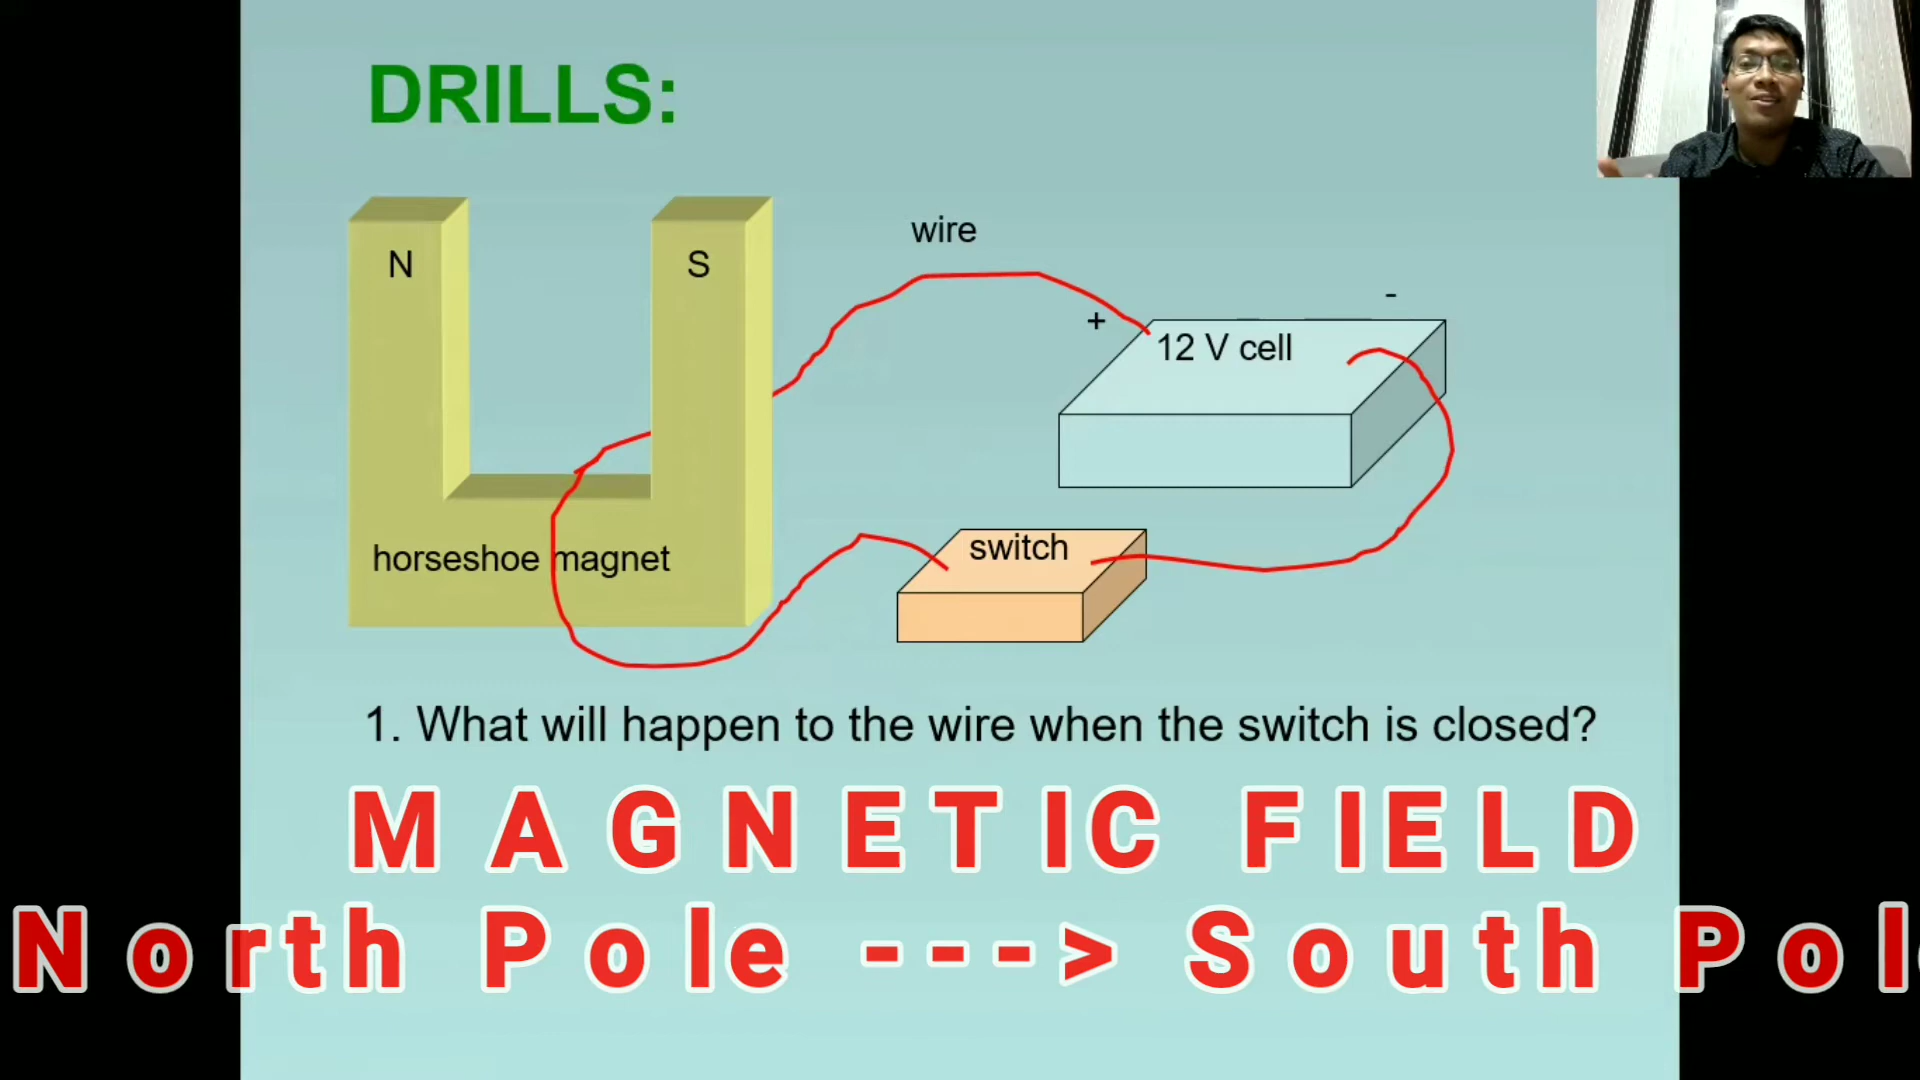 DRILLS:
wire
N
S
-
+
12 V cell
switch
horseshoe magnet
1. What will happen to the wire when the switch is closed?
MAGNETIC FIELD
North Pole ---> South Pol